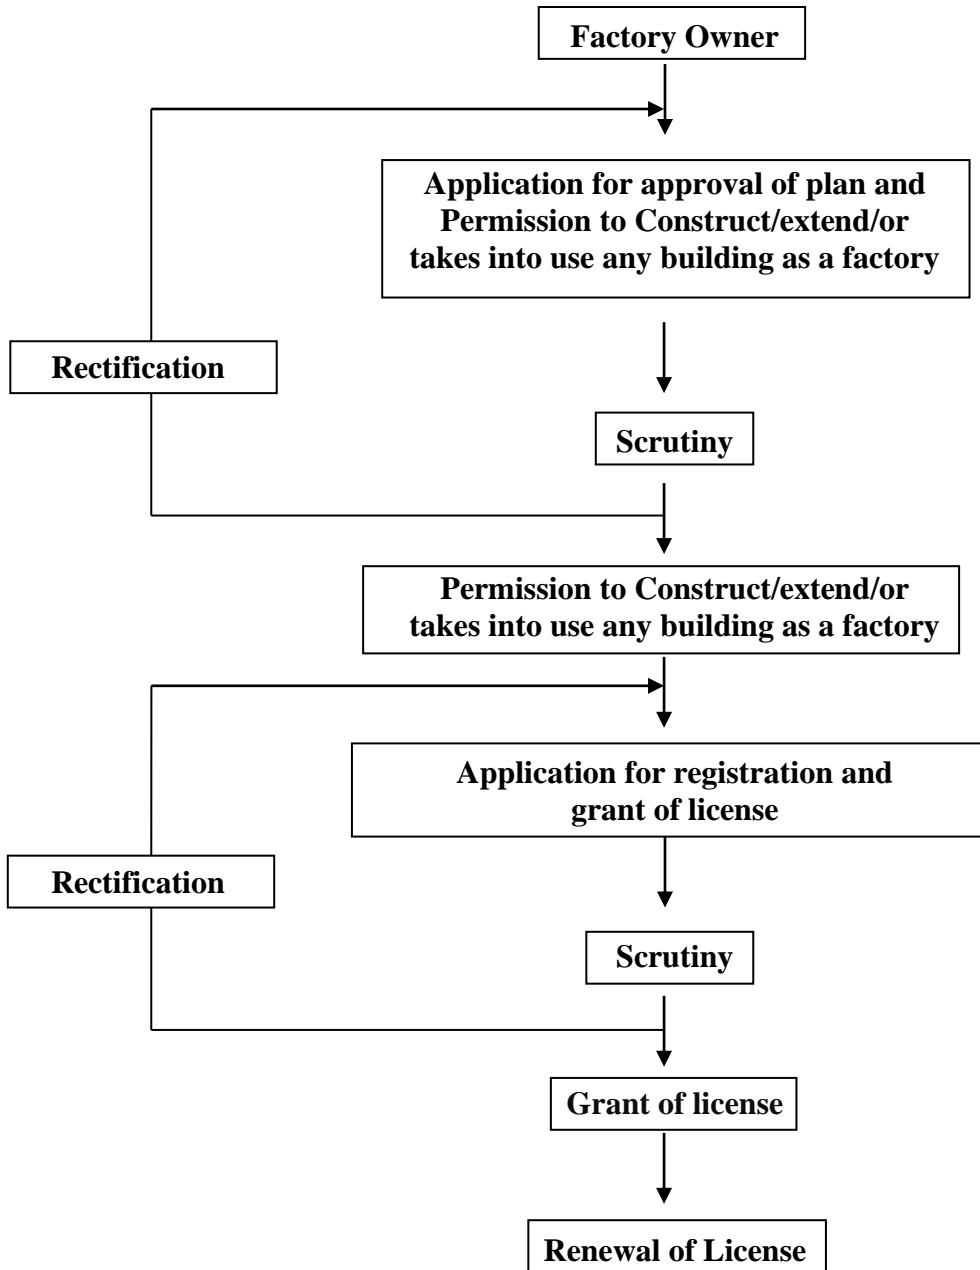 Factory Owner
Application for approval of plan and
Permission to Construct/extend/or
takes into use any building as a factory
Rectification
Scrutiny
Permission to Construct/extend/or
takes into use any building as a factory
Application for registration and
grant of license
Rectification
Scrutiny
Grant of license
Renewal of License